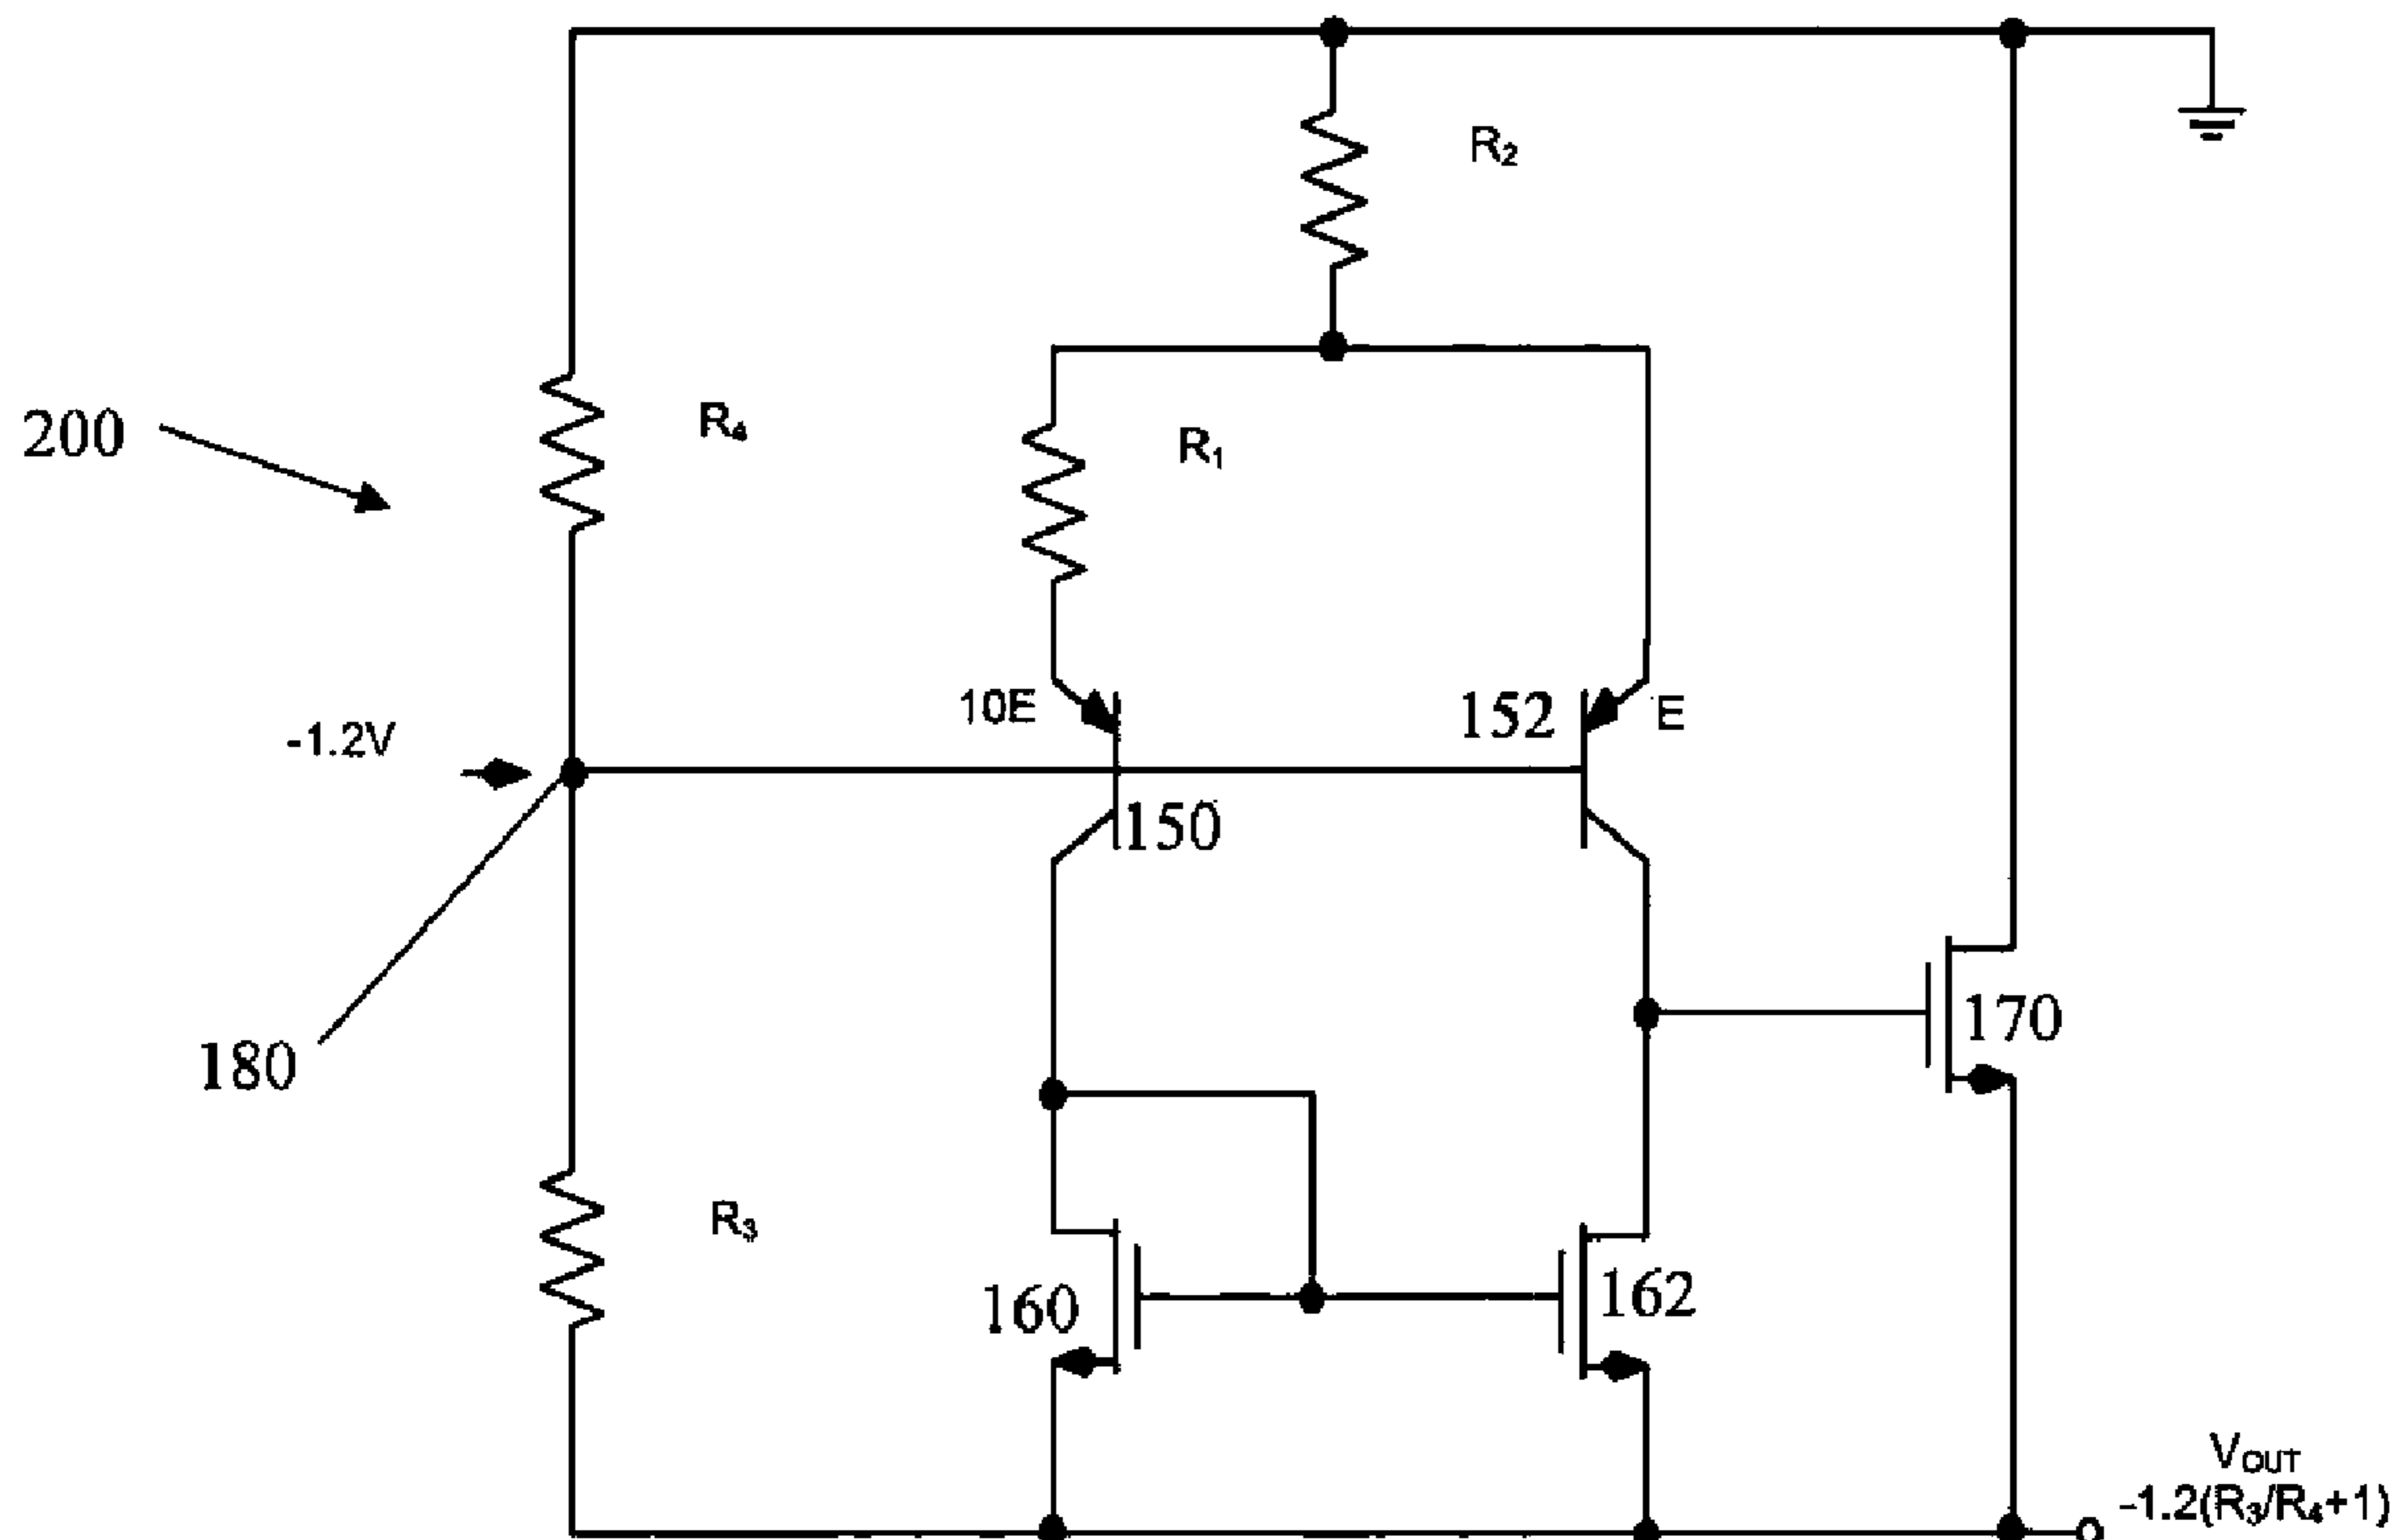 R₂
200
R₄
R₁
10E
152
E
-1.2V
150
170
180
R₃
160
162
V_OUT
-1.2(R₃/R₄+1)